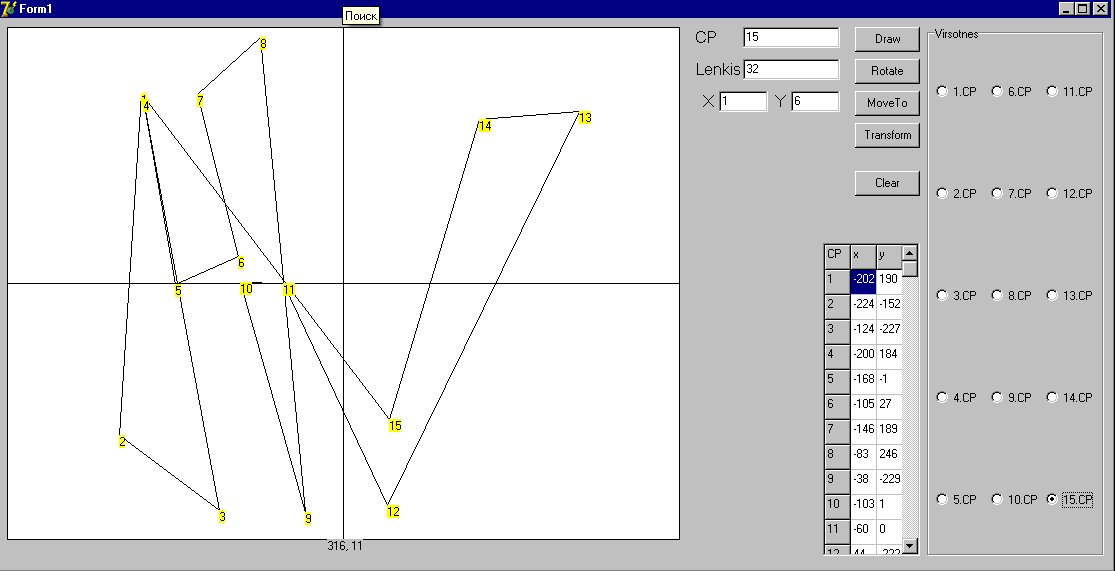 Form1
Поиск
CP 15
Lenkis 32
X 1 Y 6
Draw
Rotate
MoveTo
Transform
Clear
Virsotnes
1.CP 6.CP 11.CP
2.CP 7.CP 12.CP
3.CP 8.CP 13.CP
4.CP 9.CP 14.CP
5.CP 10.CP 15.CP
8
7
4
14
13
6
5
10
11
15
2
3
9
12
316, 11
CP x y
1 -202 190
2 -224 -152
3 -124 -227
4 -200 184
5 -168 -1
6 -105 27
7 -146 189
8 -83 246
9 -38 -229
10 -103 1
11 -60 0
12 44 -222